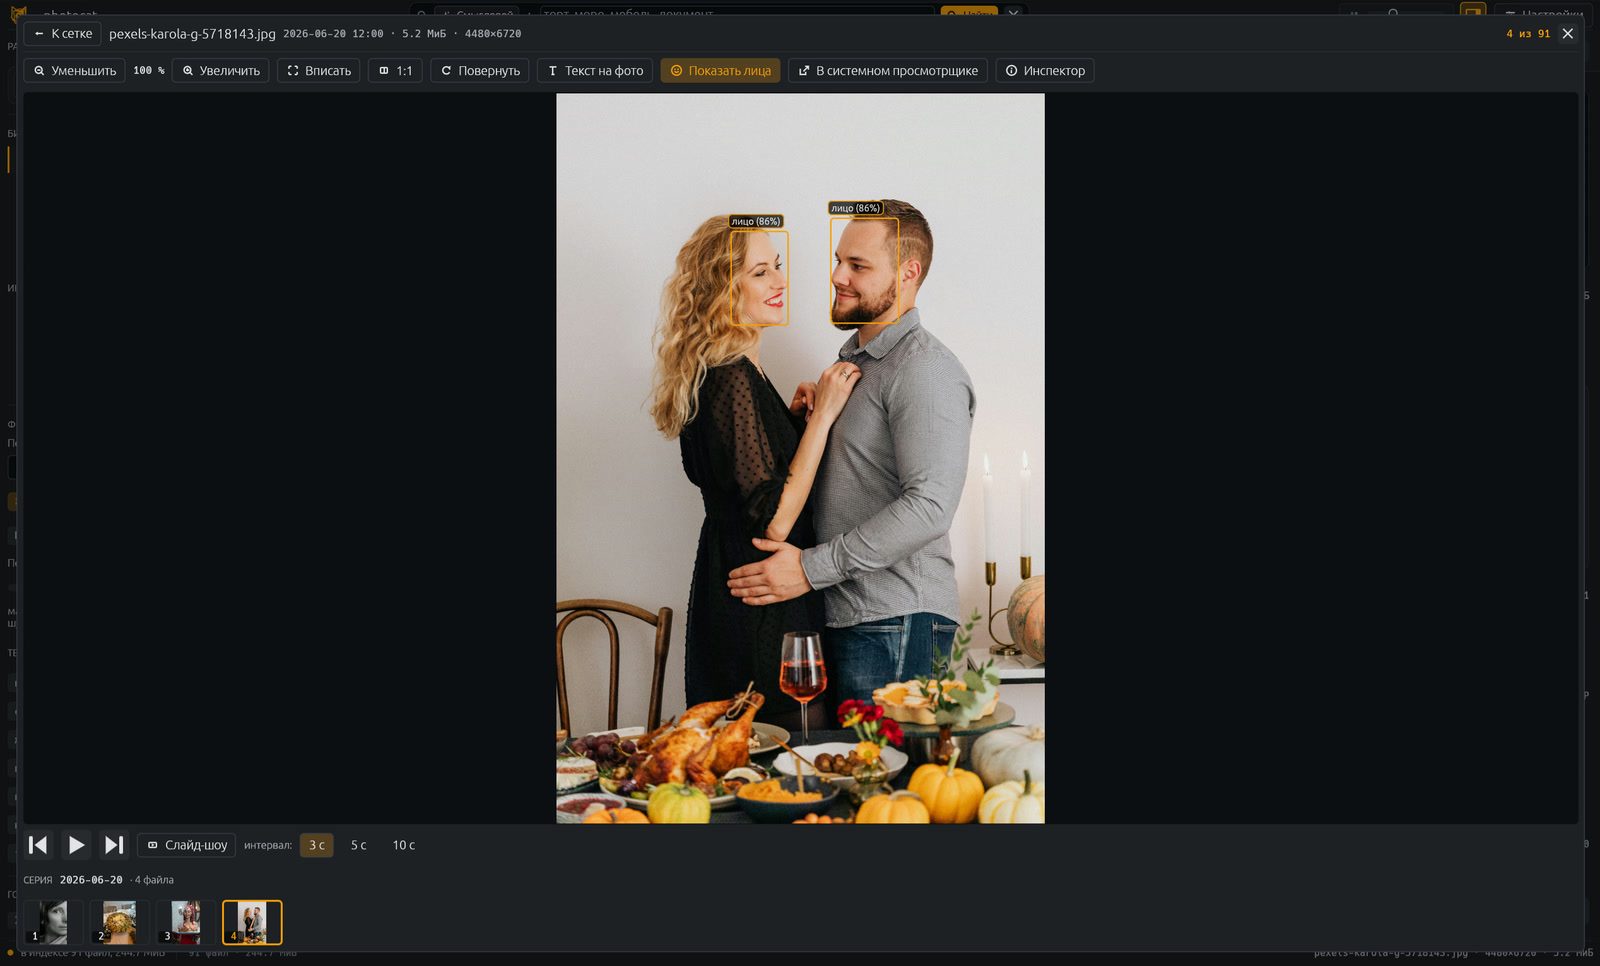 photocat
← К сетке
pexels-karola-g-5718143.jpg 2026-06-20 12:00 · 5.2 МиБ · 4480×6720
4 из 91
Уменьшить
100 %
Увеличить
Вписать
1:1
Повернуть
Текст на фото
Показать лица
В системном просмотрщике
Инспектор
лицо (86%)
лицо (86%)
Слайд-шоу
интервал:
3 с
5 с
10 с
СЕРИЯ 2026-06-20 · 4 файла
1
2
3
4